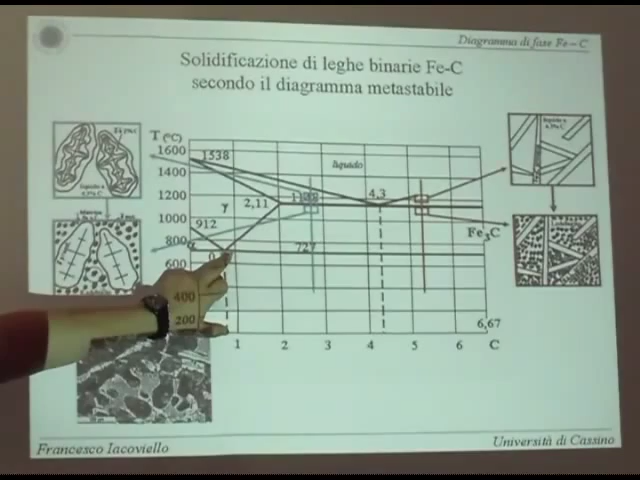 Diagramma di fase Fe – C
Solidificazione di leghe binarie Fe-C
secondo il diagramma metastabile
T (°C)
1600
1538
liquido
1400
1200
2,11
4,3
γ
1000
912
Fe3C
800
727
600
400
200
6,67
1
2
3
4
5
6
C
Francesco Iacoviello
Università di Cassino